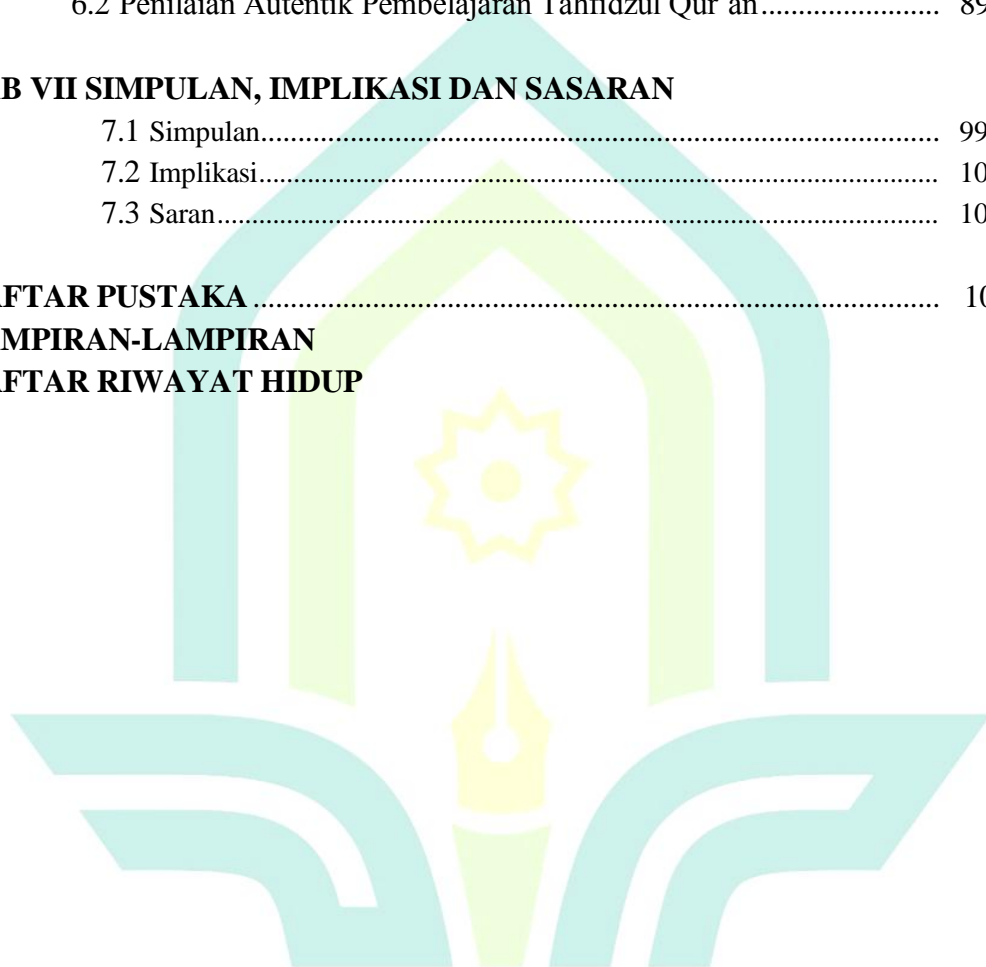 6.2 Penilaian Autentik Pembelajaran Tahfidzul Qur'an....................... 89
B VII SIMPULAN, IMPLIKASI DAN SASARAN
7.1 Simpulan.................................................................................................. 99
7.2 Implikasi.................................................................................................. 10
7.3 Saran........................................................................................................ 10
FTAR PUSTAKA.................................................................................................. 10
MPIRAN-LAMPIRAN
FTAR RIWAYAT HIDUP